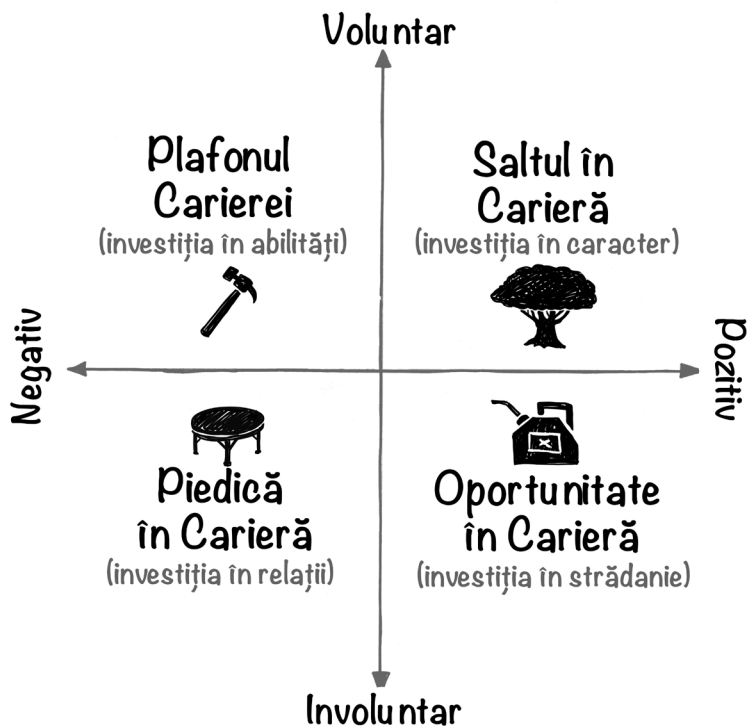 Voluntar
Plafonul
Carierei
(investiția în abilități)
Saltul în
Carieră
(investiția în caracter)
Negativ
Pozitiv
Piedică
în Carieră
(investiția în relații)
Oportunitate
în Carieră
(investiția în strădanie)
Involuntar